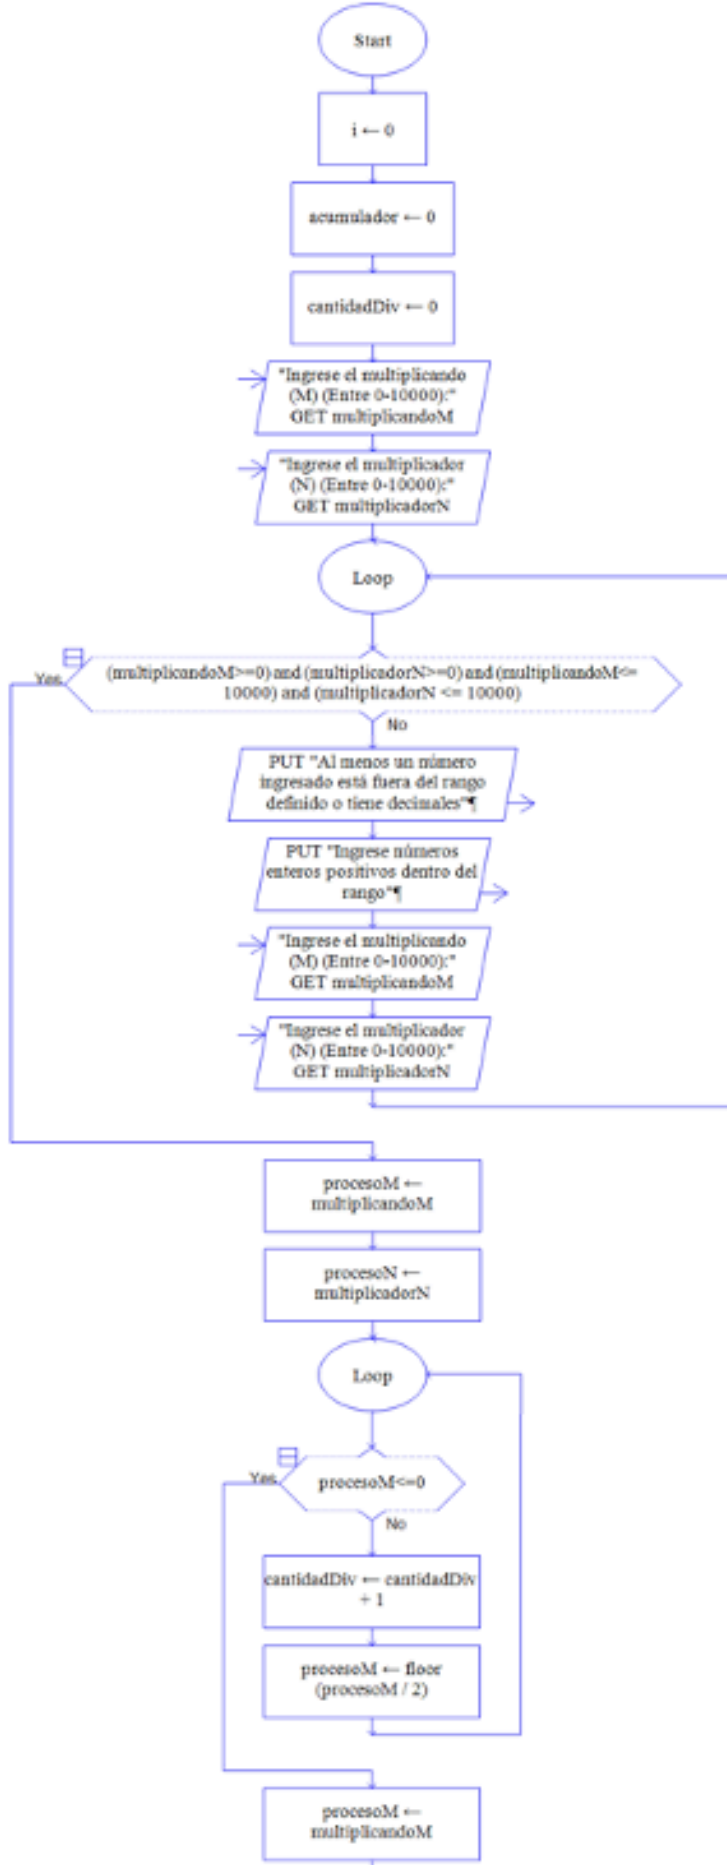 Start
i ← 0
acumulador ← 0
cantidadDiv ← 0
"Ingrese el multiplicando
(M) (Entre 0-10000):"
GET multiplicandoM
"Ingrese el multiplicador
(N) (Entre 0-10000):"
GET multiplicadorN
Loop
(multiplicandoM>=0) and (multiplicadorN>=0) and (multiplicandoM<=
10000) and (multiplicadorN <= 10000)
Yes
No
PUT "Al menos un número
ingresado está fuera del rango
definido o tiene decimales"¶
PUT "Ingrese números
enteros positivos dentro del
rango"¶
"Ingrese el multiplicando
(M) (Entre 0-10000):"
GET multiplicandoM
"Ingrese el multiplicador
(N) (Entre 0-10000):"
GET multiplicadorN
procesoM ←
multiplicandoM
procesoN ←
multiplicadorN
Loop
Yes
procesoM<=0
No
cantidadDiv ← cantidadDiv
+ 1
procesoM ← floor
(procesoM / 2)
procesoM ←
multiplicandoM